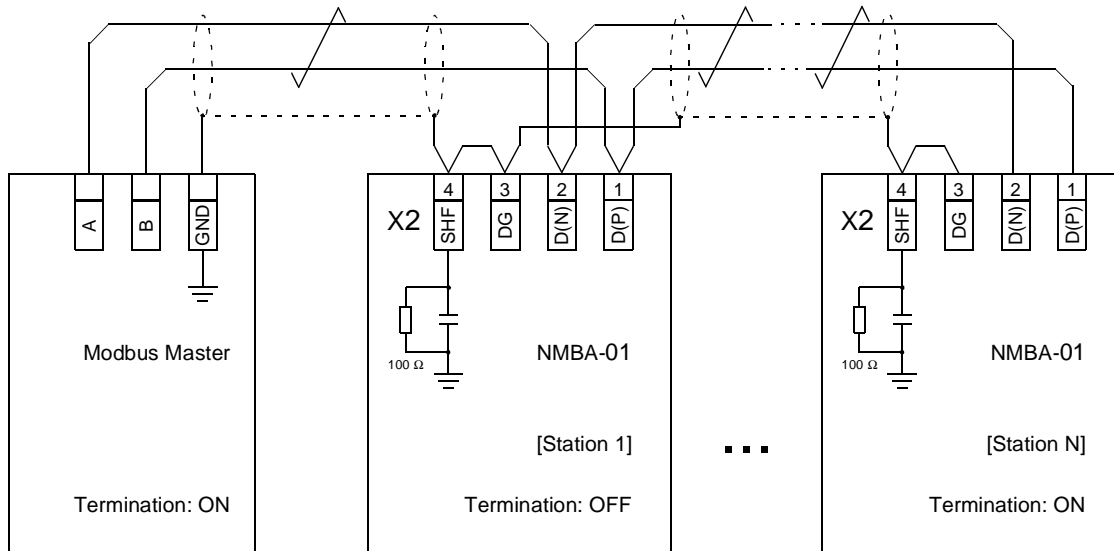 4 3 2 1 4 3 2 1
A B GND X2 SHF DG D(N) D(P) X2 SHF DG D(N) D(P)
100 Ω 100 Ω
Modbus Master NMBA-01 NMBA-01
[Station 1] ... [Station N]
Termination: ON Termination: OFF Termination: ON